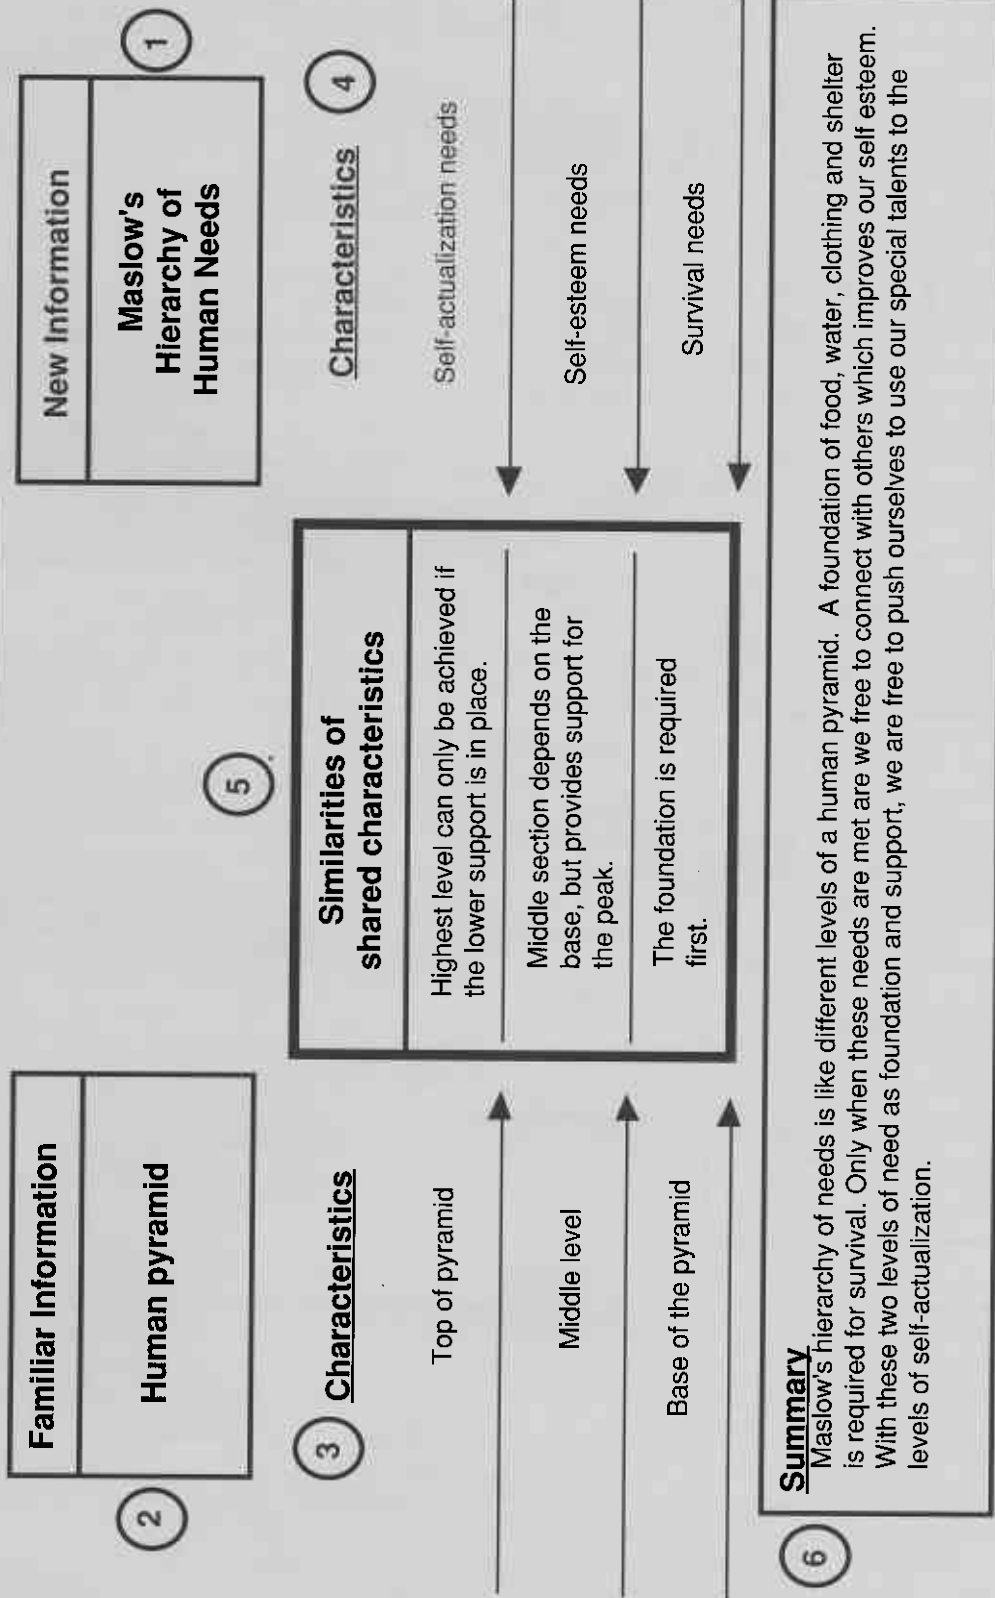 Familiar Information
Human pyramid
2
New Information
Maslow's
Hierarchy of
Human Needs
1
3
Characteristics
Top of pyramid
Middle level
Base of the pyramid
5
Similarities of
shared characteristics
Highest level can only be achieved if
the lower support is in place.
Middle section depends on the
base, but provides support for
the peak.
The foundation is required
first.
Characteristics
4
Self-actualization needs
Self-esteem needs
Survival needs
6
Summary
Maslow's hierarchy of needs is like different levels of a human pyramid. A foundation of food, water, clothing and shelter
is required for survival. Only when these needs are met are we free to connect with others which improves our self esteem.
With these two levels of need as foundation and support, we are free to push ourselves to use our special talents to the
levels of self-actualization.